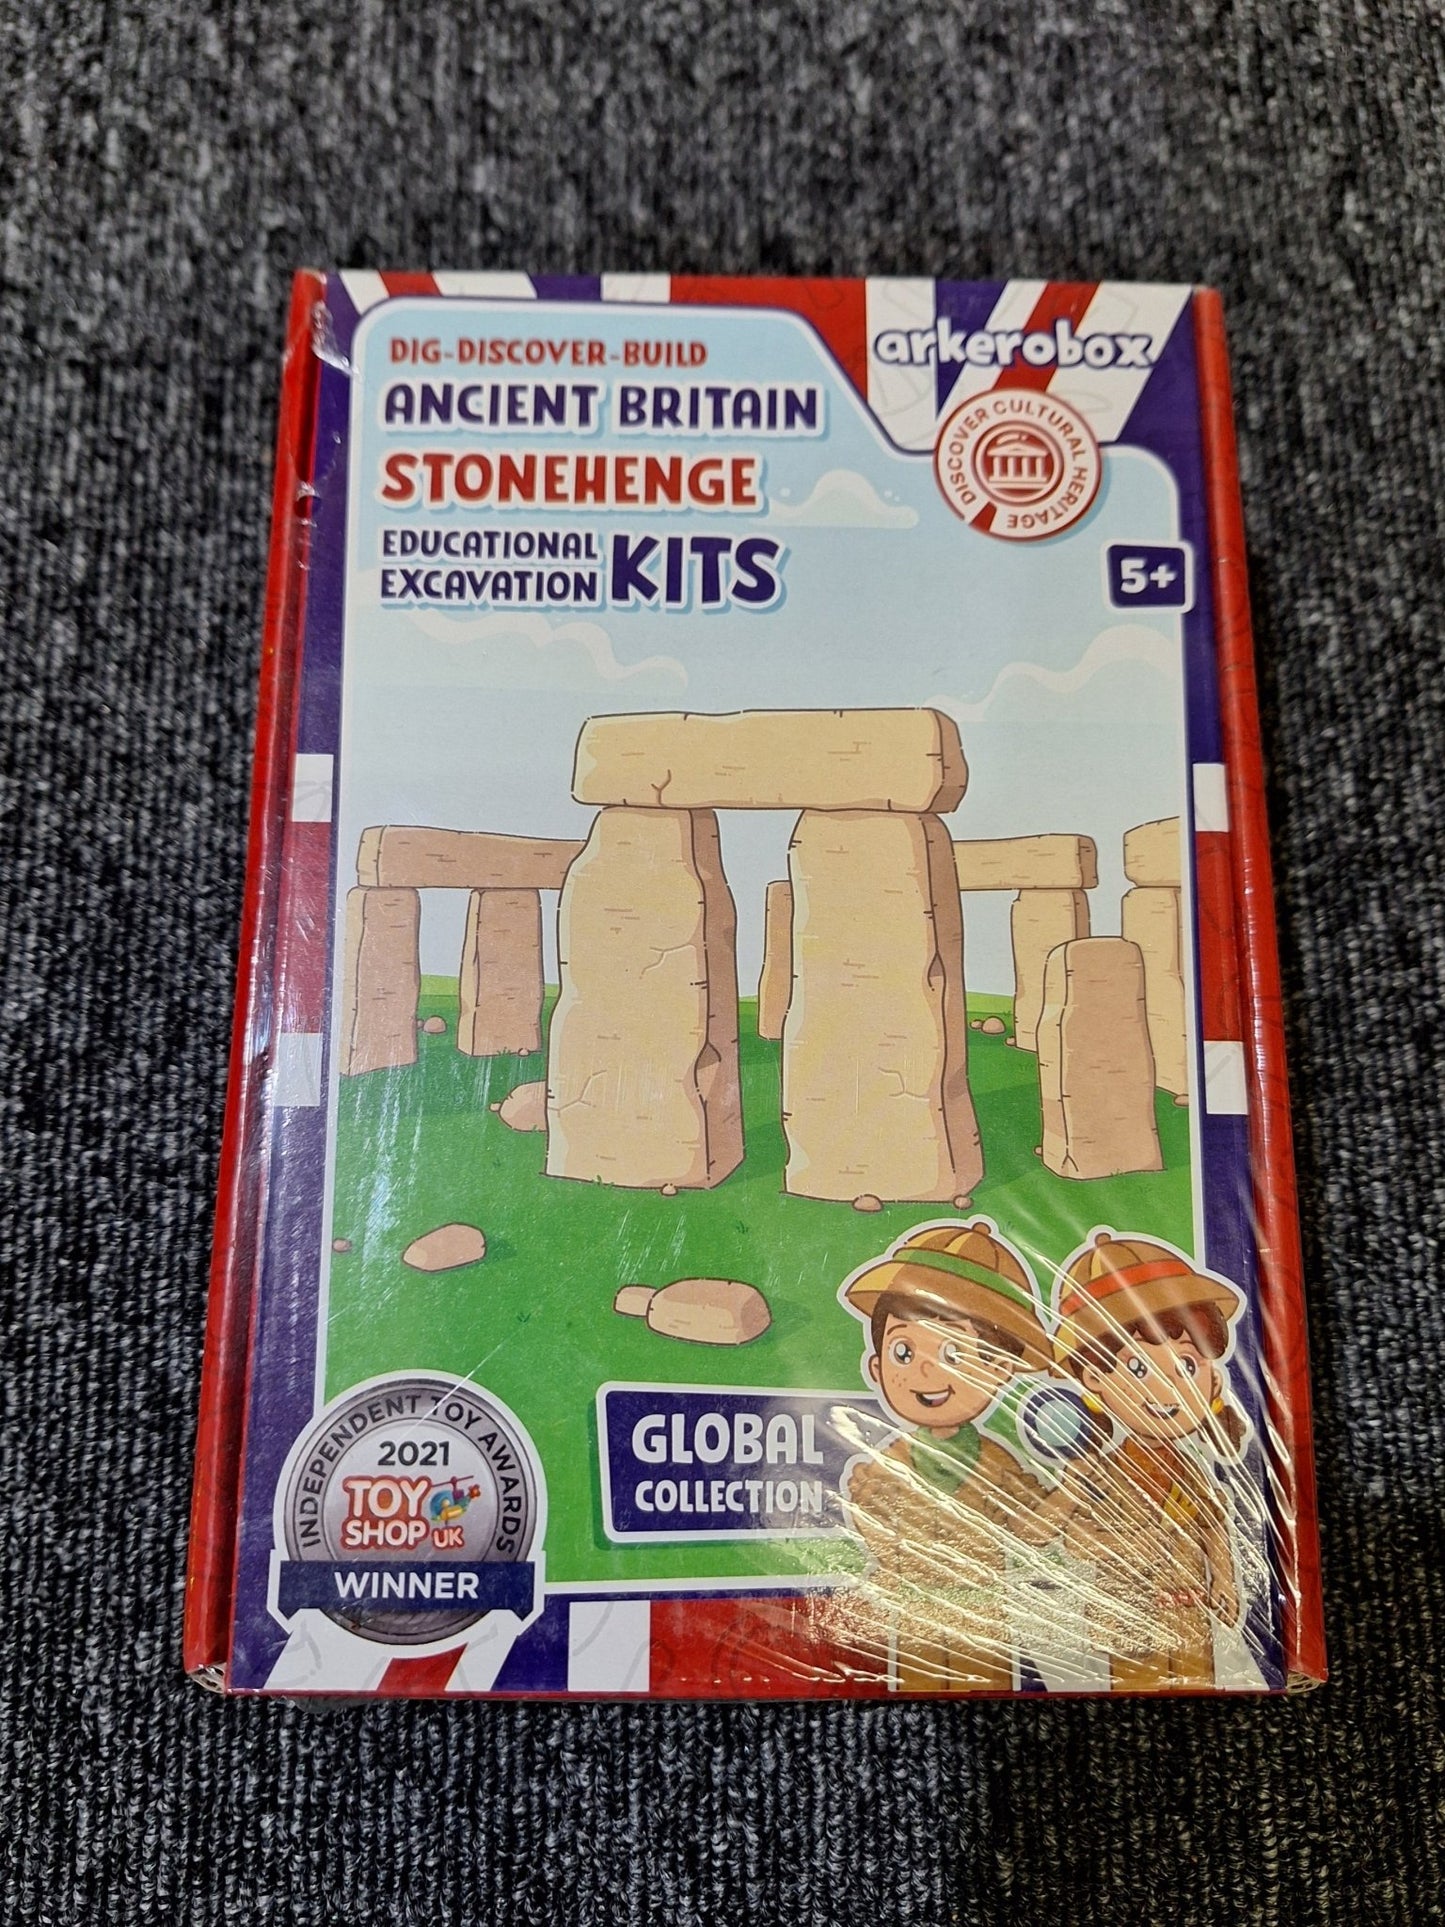 DIG-DISCOVER-BUILD
ANCIENT BRITAIN
STONEHENGE
EDUCATIONAL
EXCAVATION KITS
arkerobox
DISCOVER CULTURAL HERITAGE
5+
GLOBAL
COLLECTION
INDEPENDENT TOY AWARDS
2021
TOY
SHOP UK
WINNER